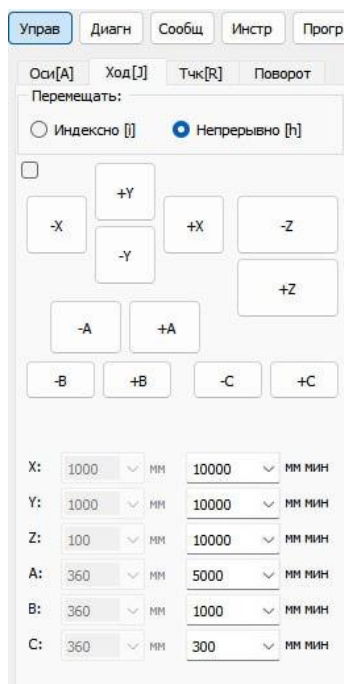 Управ Диагн Сообщ Инстр Прогр
Оси[A] Ход[J] Тчк[R] Поворот
Перемещать:
Индексно [i] Непрерывно [h]
+Y
-X +X -Z
-Y
+Z
-A +A
-B +B -C +C
X: 1000 мм 10000 мм мин
Y: 1000 мм 10000 мм мин
Z: 100 мм 10000 мм мин
A: 360 мм 5000 мм мин
B: 360 мм 1000 мм мин
C: 360 мм 300 мм мин